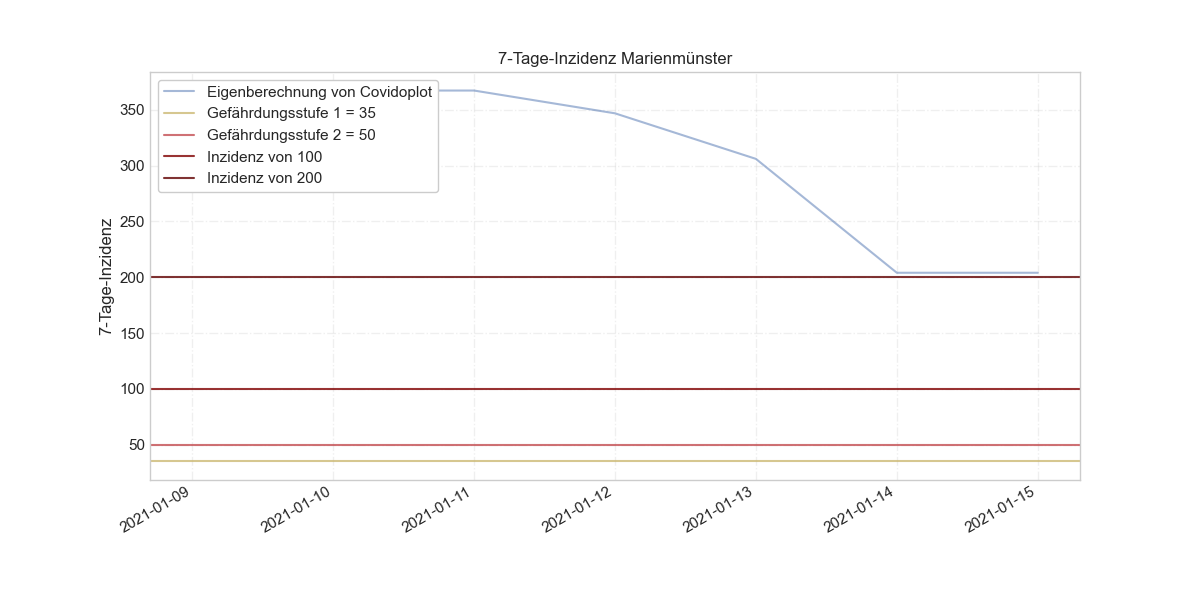 7-Tage-Inzidenz Marienmünster
Eigenberechnung von Covidoplot
Gefährdungsstufe 1 = 35
Gefährdungsstufe 2 = 50
Inzidenz von 100
Inzidenz von 200
7-Tage-Inzidenz
350
300
250
200
150
100
50
2021-01-09
2021-01-10
2021-01-11
2021-01-12
2021-01-13
2021-01-14
2021-01-15